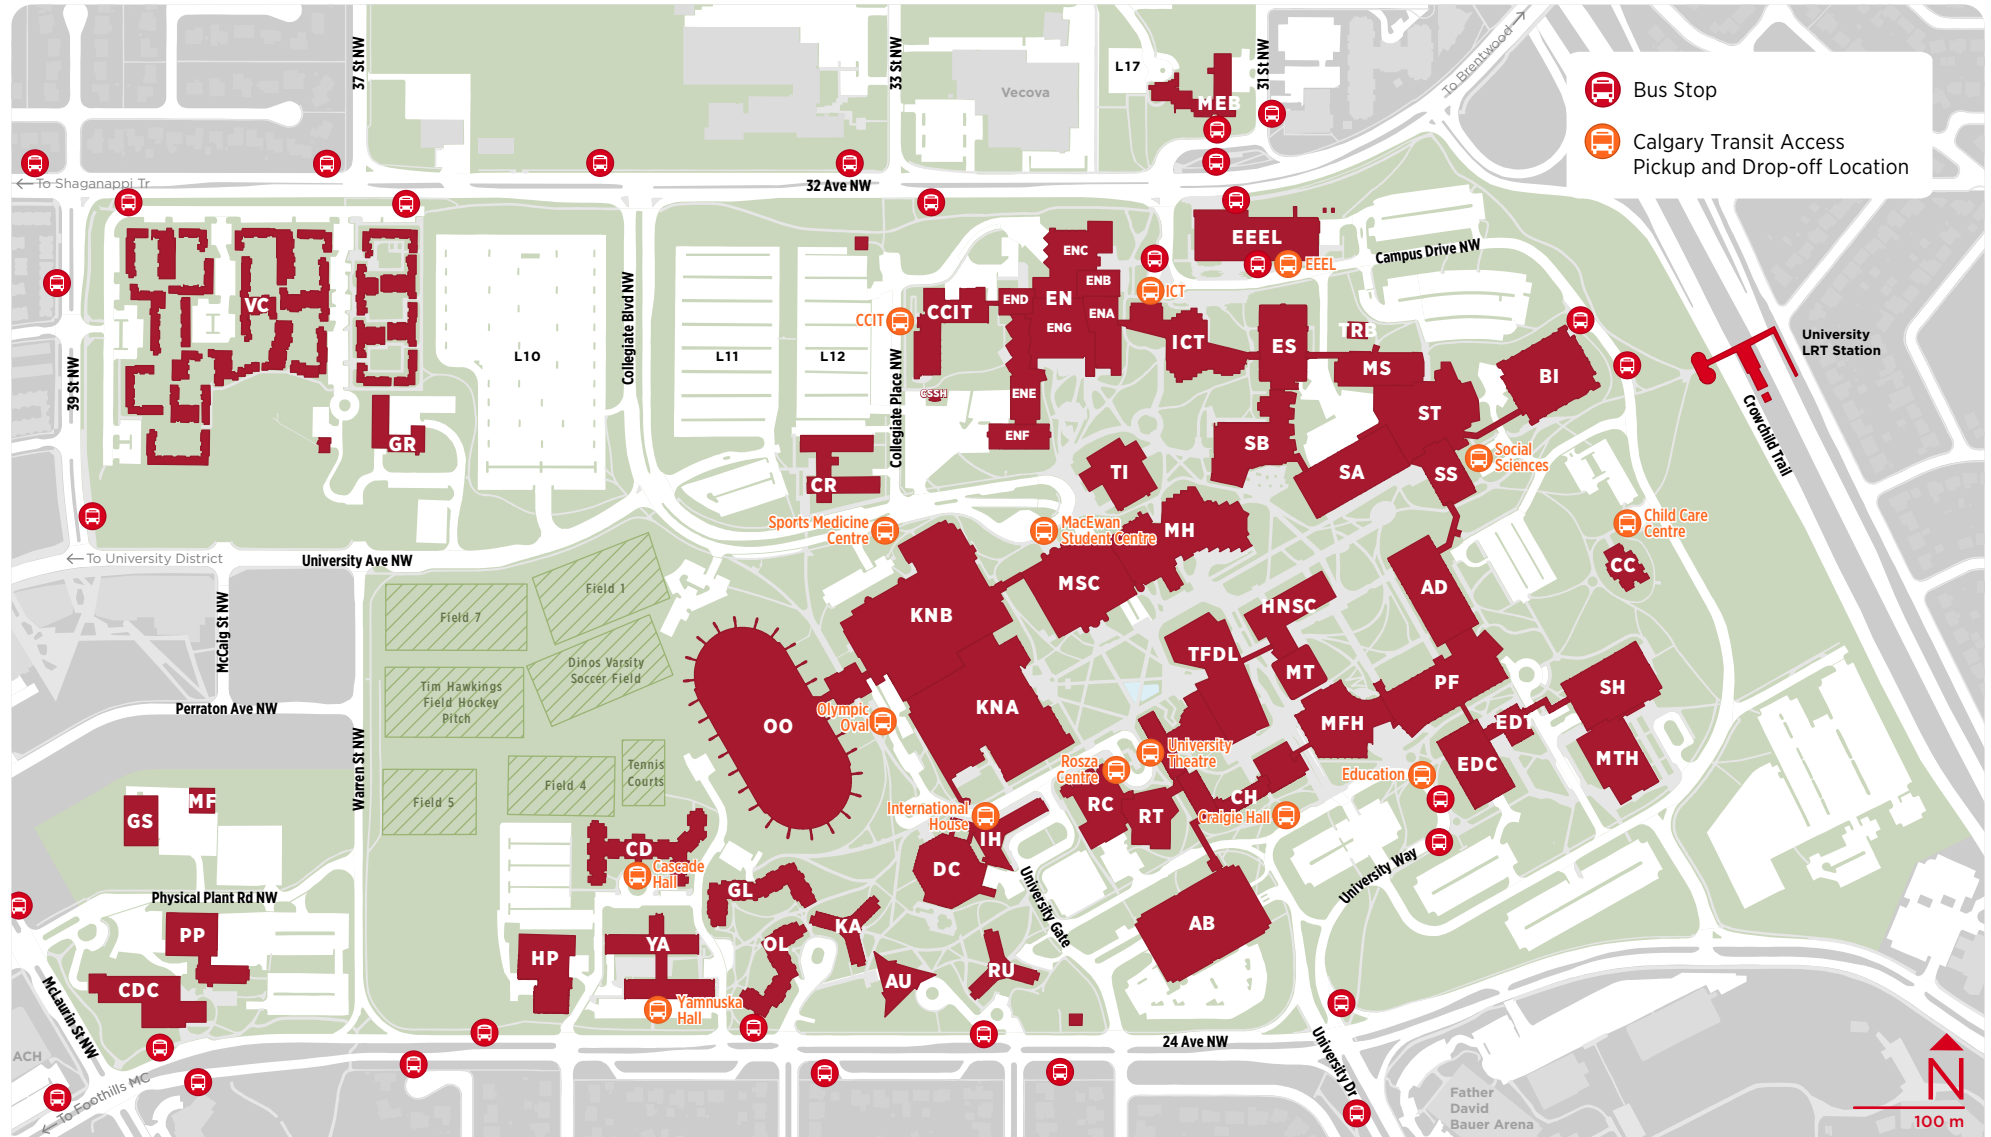 37 St NW
33 St NW
31 St NW
L17
Vecova
MEB
To Brentwood
Bus Stop
Calgary Transit Access
Pickup and Drop-off Location
To Shaganappi Tr
32 Ave NW
EEEL
EEEL
Campus Drive NW
ENC
ENB
END
EN
ENA
ENG
ENE
ENF
ICT
ICT
CCIT
CCIT
CSSH
VC
L10
L11
L12
Collegiate Blvd NW
Collegiate Place NW
39 St NW
GR
CR
ES
TRB
MS
BI
ST
SB
SA
SS
Social
Sciences
University
LRT Station
Crowchild Trail
TI
MH
Sports Medicine
Centre
MacEwan
Student Centre
Child Care
Centre
CC
To University District
University Ave NW
McCaig St NW
Field 7
Field 1
Dinos Varsity
Soccer Field
Tim Hawkings
Field Hockey
Pitch
KNB
MSC
AD
HNSC
TFDL
MT
PF
SH
Perraton Ave NW
Warren St NW
OO
Olympic
Oval
KNA
MFH
EDT
EDC
MTH
Tennis
Courts
Field 4
Field 5
Rosza
Centre
University
Theatre
Education
RC
RT
CH
Craigie Hall
International
House
IH
DC
GS
MF
CD
Cascade
Hall
GL
KA
University Gate
University Way
AB
Physical Plant Rd NW
PP
CDC
HP
YA
OL
AU
RU
Yamnuska
Hall
McLaurin St NW
ACH
To Foothills MC
24 Ave NW
University Dr
Father
David
Bauer Arena
N
100 m